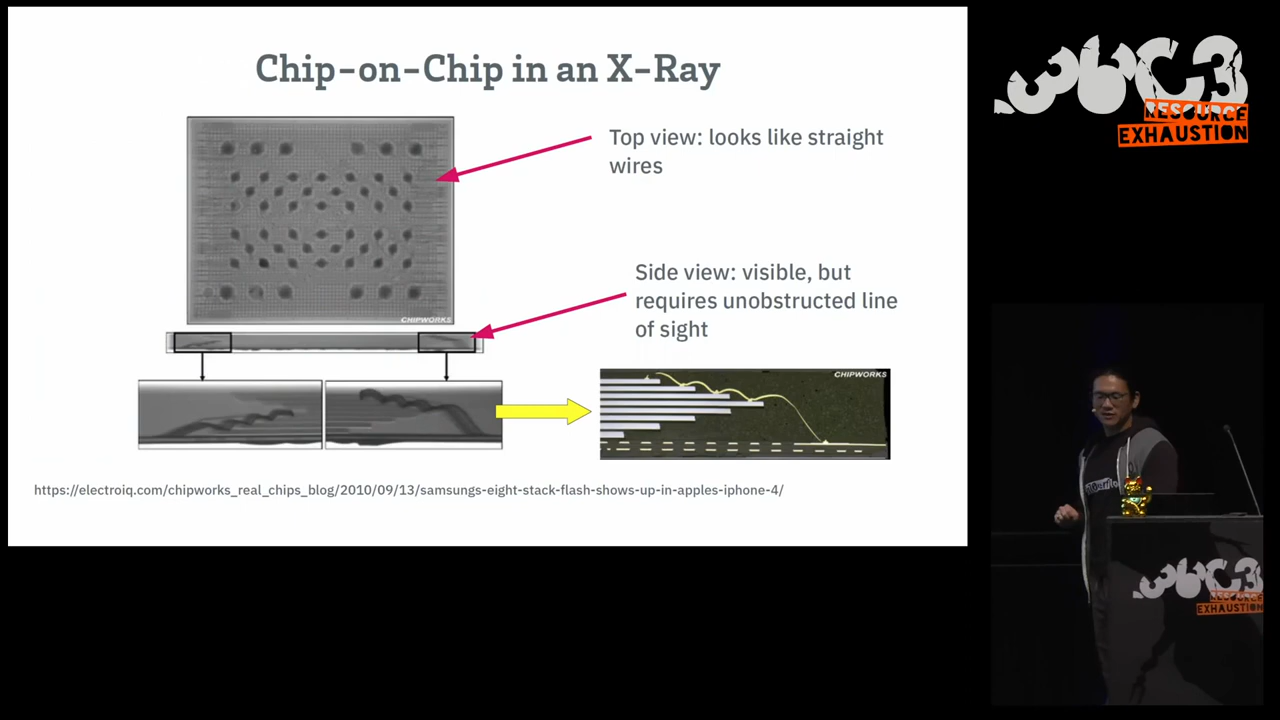 Chip-on-Chip in an X-Ray
Top view: looks like straight
wires
CHIPWORKS
Side view: visible, but
requires unobstructed line
of sight
CHIPWORKS
https://electroiq.com/chipworks_real_chips_blog/2010/09/13/samsungs-eight-stack-flash-shows-up-in-apples-iphone-4/
36C3
RESOURCE
EXHAUSTION
36C3
RESOURCE
EXHAUSTION